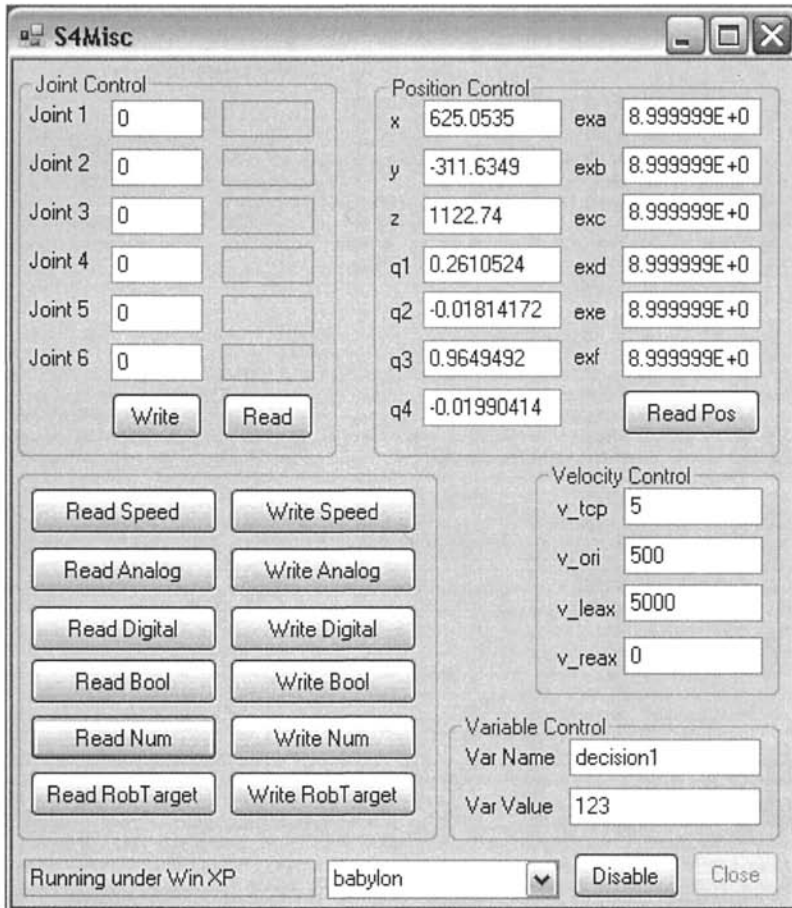 S4Misc
Joint Control
Joint 1 0
Joint 2 0
Joint 3 0
Joint 4 0
Joint 5 0
Joint 6 0
Write Read
Position Control
x 625.0535 exa 8.999999E+0
y -311.6349 exb 8.999999E+0
z 1122.74 exc 8.999999E+0
q1 0.2610524 exd 8.999999E+0
q2 -0.01814172 exe 8.999999E+0
q3 0.9649492 exf 8.999999E+0
q4 -0.01990414 Read Pos
Read Speed Write Speed
Read Analog Write Analog
Read Digital Write Digital
Read Bool Write Bool
Read Num Write Num
Read RobTarget Write RobTarget
Velocity Control
v_tcp 5
v_ori 500
v_leax 5000
v_reax 0
Variable Control
Var Name decision1
Var Value 123
Running under Win XP babylon Disable Close